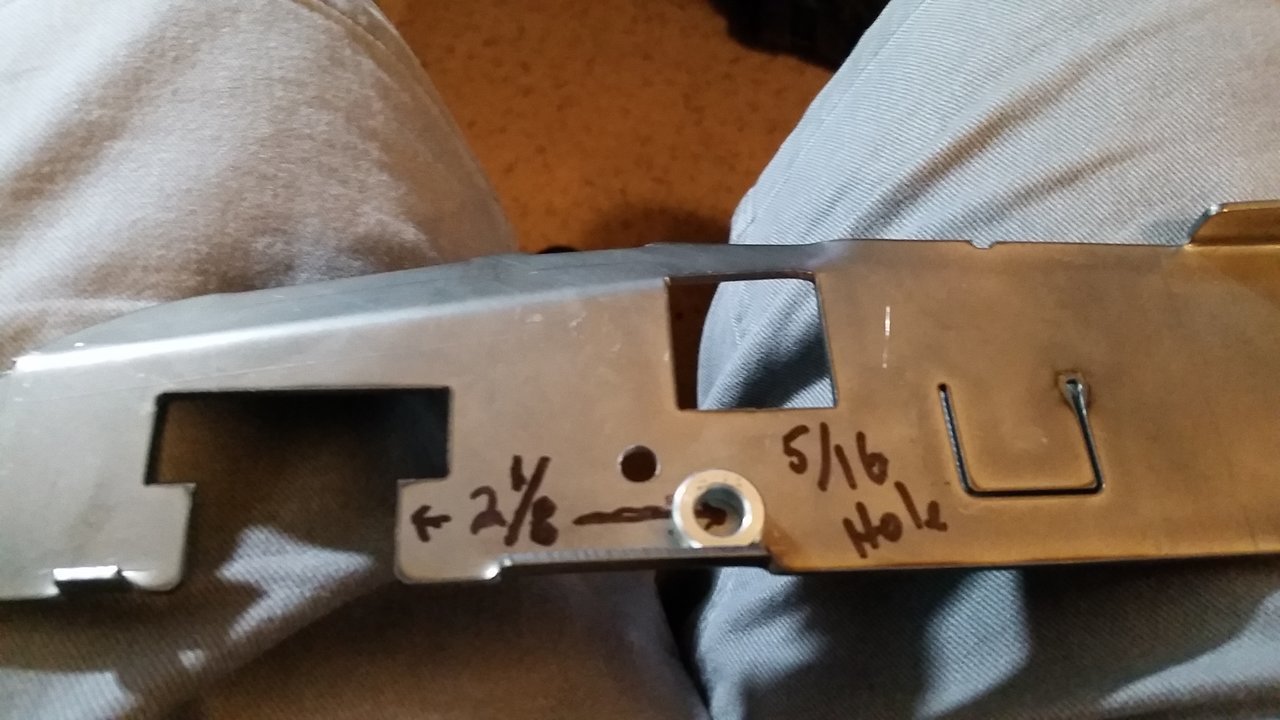 ← 2 1/8 →
5/16
Hole